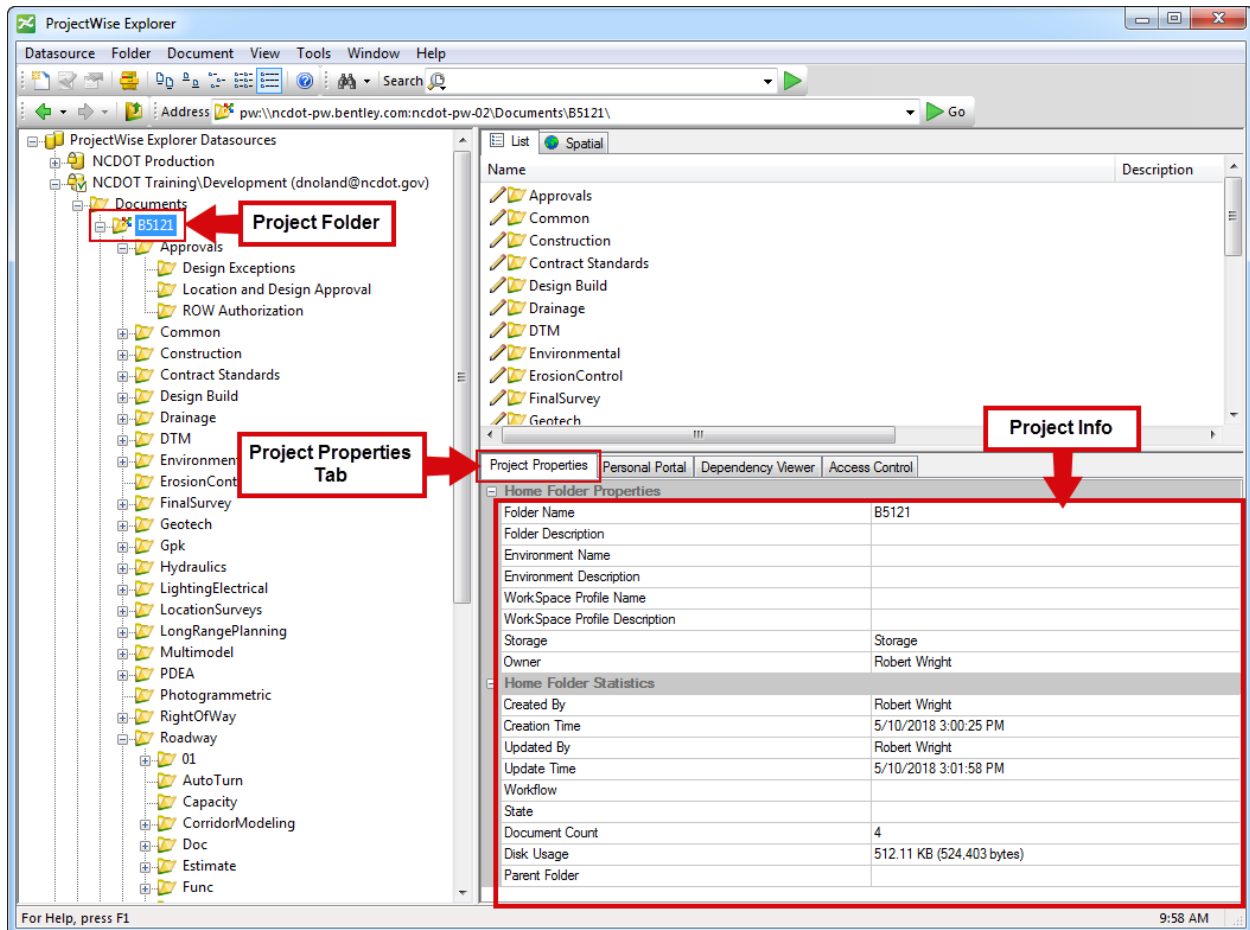 ProjectWise Explorer
Datasource Folder Document View Tools Window Help
Search
Address pw:\\ncdot-pw.bentley.com:ncdot-pw-02\Documents\B5121\ Go
ProjectWise Explorer Datasources
NCDOT Production
NCDOT Training\Development (dnoland@ncdot.gov)
Documents
B5121
Project Folder
Approvals
Design Exceptions
Location and Design Approval
ROW Authorization
Common
Construction
Contract Standards
Design Build
Drainage
DTM
Environmen
ErosionCont
FinalSurvey
Geotech
Gpk
Hydraulics
LightingElectrical
LocationSurveys
LongRangePlanning
Multimodel
PDEA
Photogrammetric
RightOfWay
Roadway
01
AutoTurn
Capacity
CorridorModeling
Doc
Estimate
Func
Project Properties
Tab
List Spatial
Name Description
Approvals
Common
Construction
Contract Standards
Design Build
Drainage
DTM
Environmental
ErosionControl
FinalSurvey
Geotech
Project Info
Project Properties Personal Portal Dependency Viewer Access Control
Home Folder Properties
Folder Name B5121
Folder Description
Environment Name
Environment Description
WorkSpace Profile Name
WorkSpace Profile Description
Storage Storage
Owner Robert Wright
Home Folder Statistics
Created By Robert Wright
Creation Time 5/10/2018 3:00:25 PM
Updated By Robert Wright
Update Time 5/10/2018 3:01:58 PM
Workflow
State
Document Count 4
Disk Usage 512.11 KB (524,403 bytes)
Parent Folder
For Help, press F1 9:58 AM